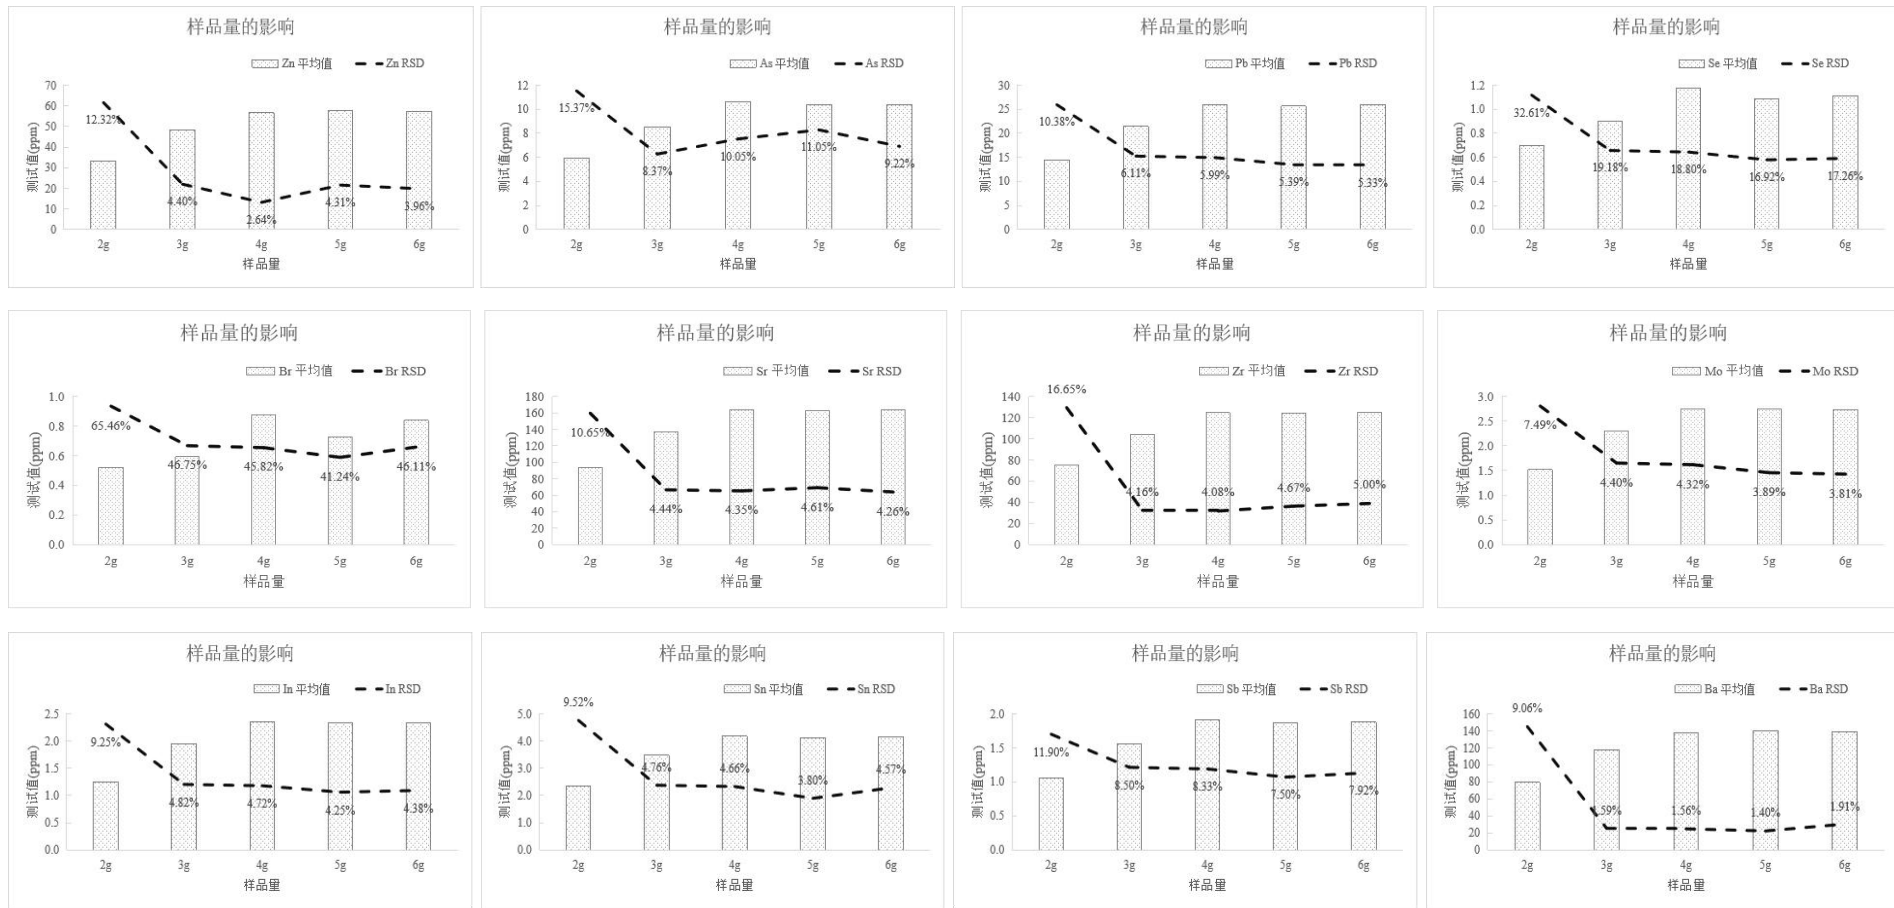 样品量的影响
Zn 平均值 Zn RSD
测试值(ppm)
70
60
50
40
30
20
10
0
12.32%
4.40%
2.64%
4.31%
3.96%
2g 3g 4g 5g 6g
样品量
样品量的影响
As 平均值 As RSD
测试值(ppm)
12
10
8
6
4
2
0
15.37%
8.37%
10.05%
11.05%
9.22%
2g 3g 4g 5g 6g
样品量
样品量的影响
Pb 平均值 Pb RSD
测试值(ppm)
30
25
20
15
10
5
0
10.38%
6.11%
5.99%
5.39%
5.33%
2g 3g 4g 5g 6g
样品量
样品量的影响
Se 平均值 Se RSD
测试值(ppm)
1.2
1.0
0.8
0.6
0.4
0.2
0.0
32.61%
19.18%
18.80%
16.92%
17.26%
2g 3g 4g 5g 6g
样品量
样品量的影响
Br 平均值 Br RSD
测试值(ppm)
1.0
0.8
0.6
0.4
0.2
0.0
65.46%
46.75%
45.82%
41.24%
46.11%
2g 3g 4g 5g 6g
样品量
样品量的影响
Sr 平均值 Sr RSD
测试值(ppm)
180
160
140
120
100
80
60
40
20
0
10.65%
4.44%
4.35%
4.61%
4.26%
2g 3g 4g 5g 6g
样品量
样品量的影响
Zr 平均值 Zr RSD
测试值(ppm)
140
120
100
80
60
40
20
0
16.65%
4.16%
4.08%
4.67%
5.00%
2g 3g 4g 5g 6g
样品量
样品量的影响
Mo 平均值 Mo RSD
测试值(ppm)
3.0
2.5
2.0
1.5
1.0
0.5
0.0
7.49%
4.40%
4.32%
3.89%
3.81%
2g 3g 4g 5g 6g
样品量
样品量的影响
In 平均值 In RSD
测试值(ppm)
2.5
2.0
1.5
1.0
0.5
0.0
9.25%
4.82%
4.72%
4.25%
4.38%
2g 3g 4g 5g 6g
样品量
样品量的影响
Sn 平均值 Sn RSD
测试值(ppm)
5.0
4.0
3.0
2.0
1.0
0.0
9.52%
4.76%
4.66%
3.80%
4.57%
2g 3g 4g 5g 6g
样品量
样品量的影响
Sb 平均值 Sb RSD
测试值(ppm)
2.0
1.5
1.0
0.5
0.0
11.90%
8.50%
8.33%
7.50%
7.92%
2g 3g 4g 5g 6g
样品量
样品量的影响
Ba 平均值 Ba RSD
测试值(ppm)
160
140
120
100
80
60
40
20
0
9.06%
1.59%
1.56%
1.40%
1.91%
2g 3g 4g 5g 6g
样品量